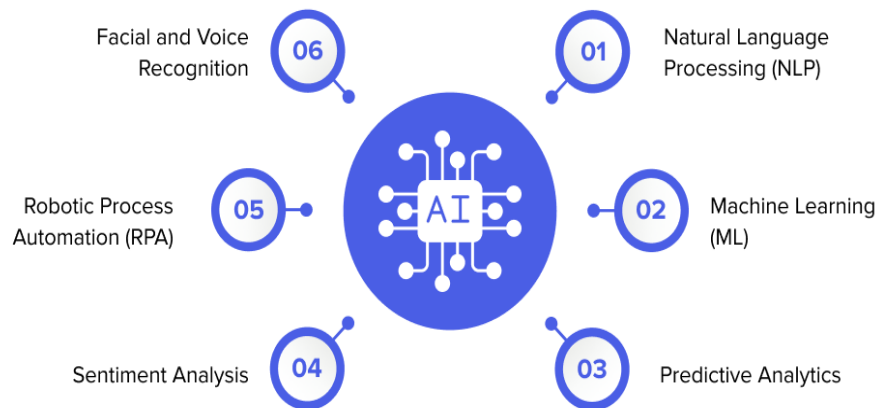 Facial and Voice
Recognition
06
01
Natural Language
Processing (NLP)
Robotic Process
Automation (RPA)
05
AI
02
Machine Learning
(ML)
Sentiment Analysis
04
03
Predictive Analytics